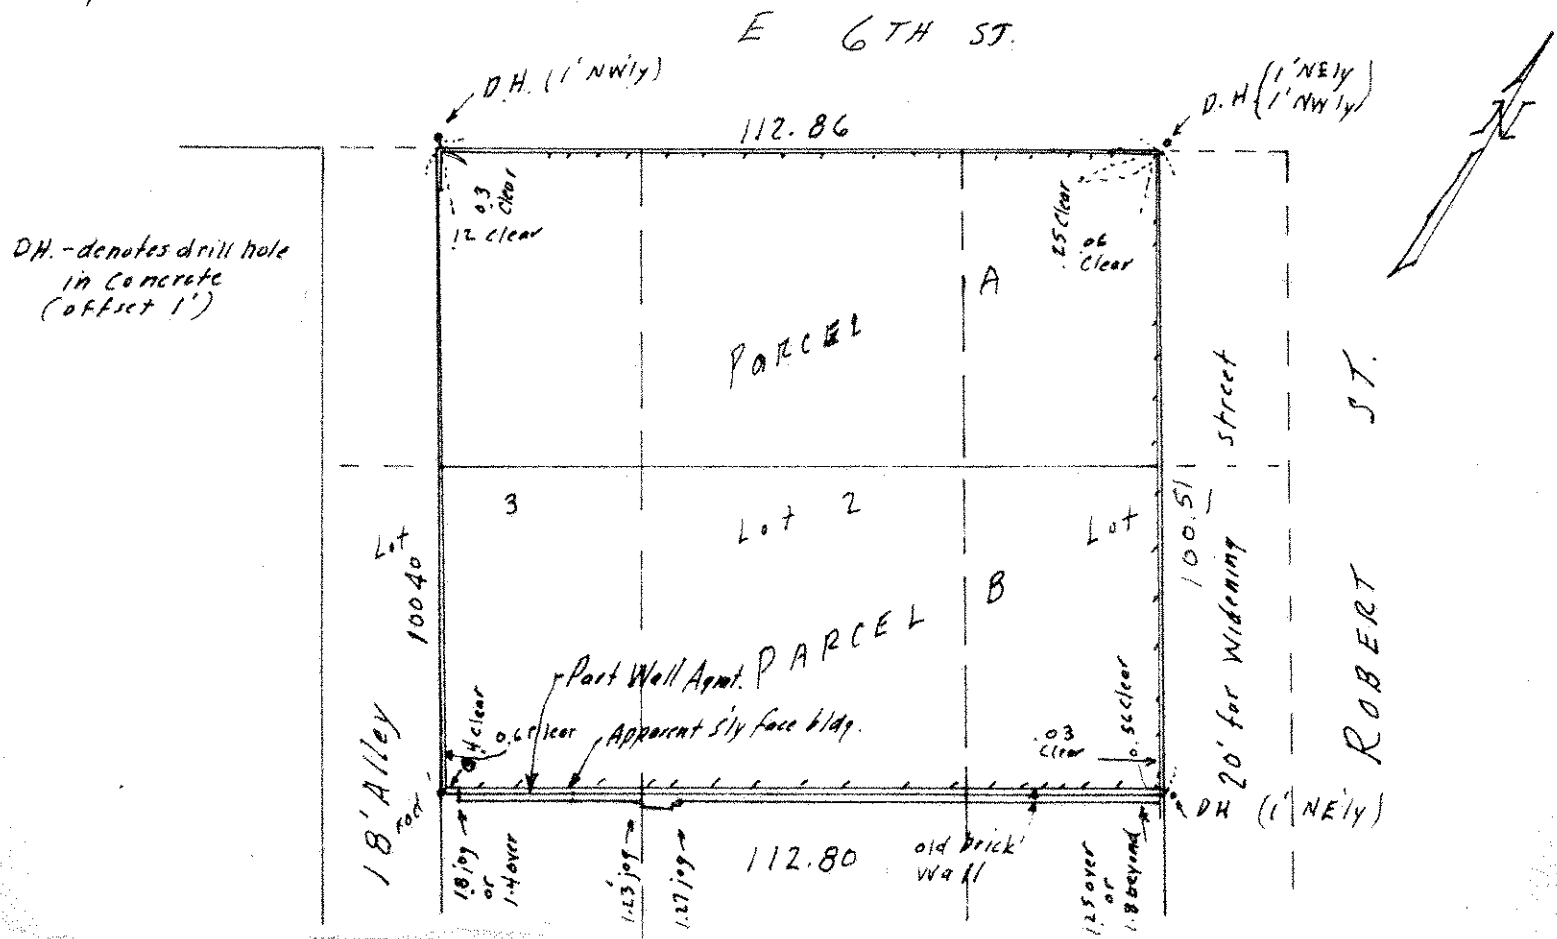 E 6TH ST.
D.H. (1' NW'ly)
D.H (1' NE'ly
1' NW'ly)
N
112.86
0.3
Clear
.12 Clear
.25 Clear
.06
Clear
DH. - denotes drill hole
in Concrete
(offset 1')
A
PARCEL
3
Lot 2
Lot
Lot
100.40
100.51
20' for Widening street
ROBERT ST.
B
PARCEL
Part Wall Agmt.
Apparent S'ly face bldg.
0.6 Clear
.03
Clear
0.56 Clear
18' Alley
DH (1' NE'ly)
.18 jog
or
1.4 over
1.23 jog
1.27 jog
112.80
old brick
wall
1.25 over
or
1.8 beyond